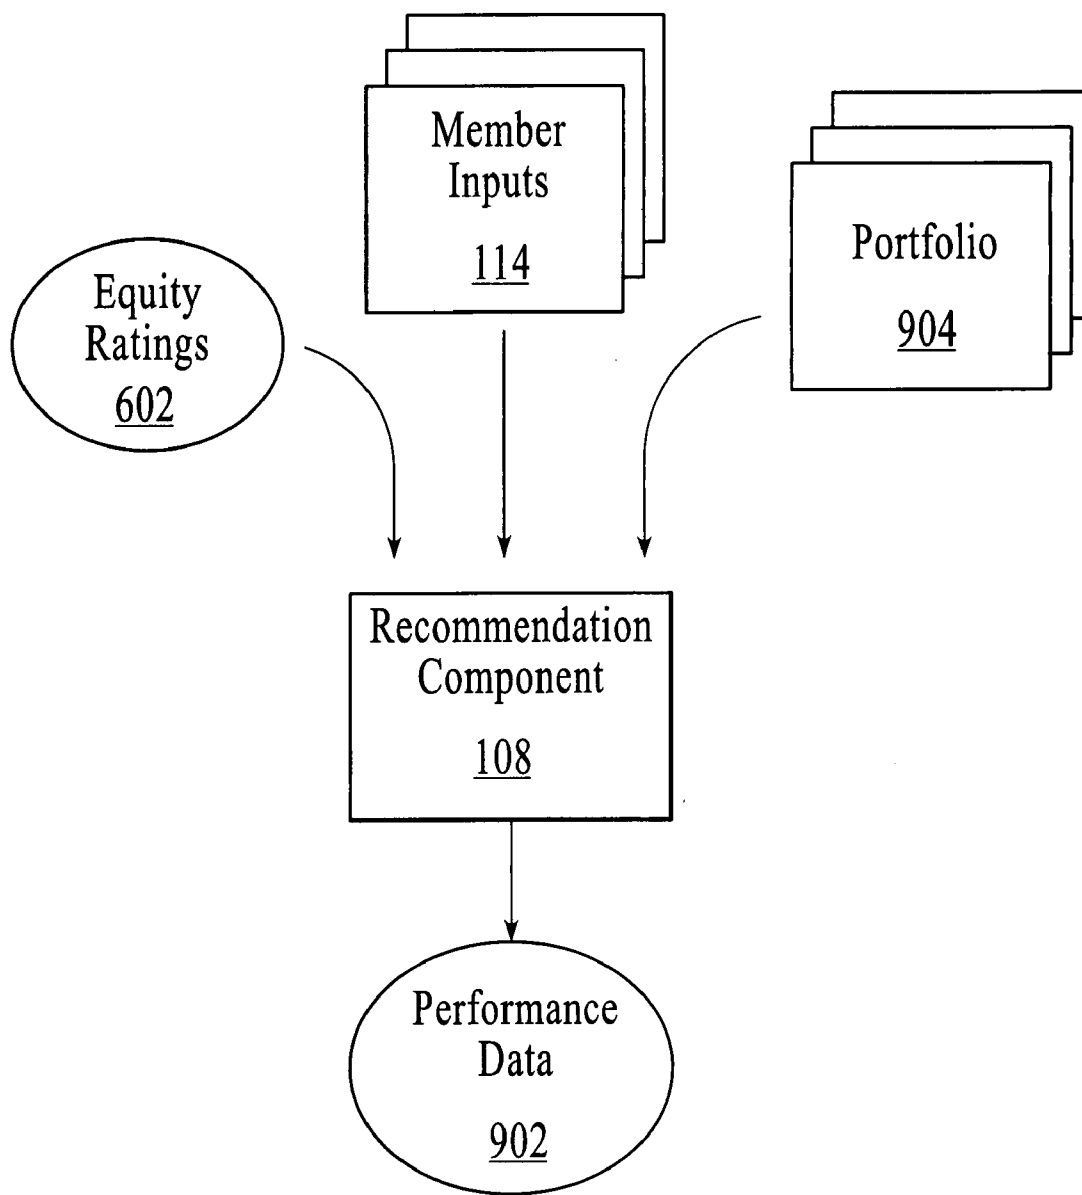 Member
Inputs
114
Portfolio
904
Equity
Ratings
602
Recommendation
Component
108
Performance
Data
902